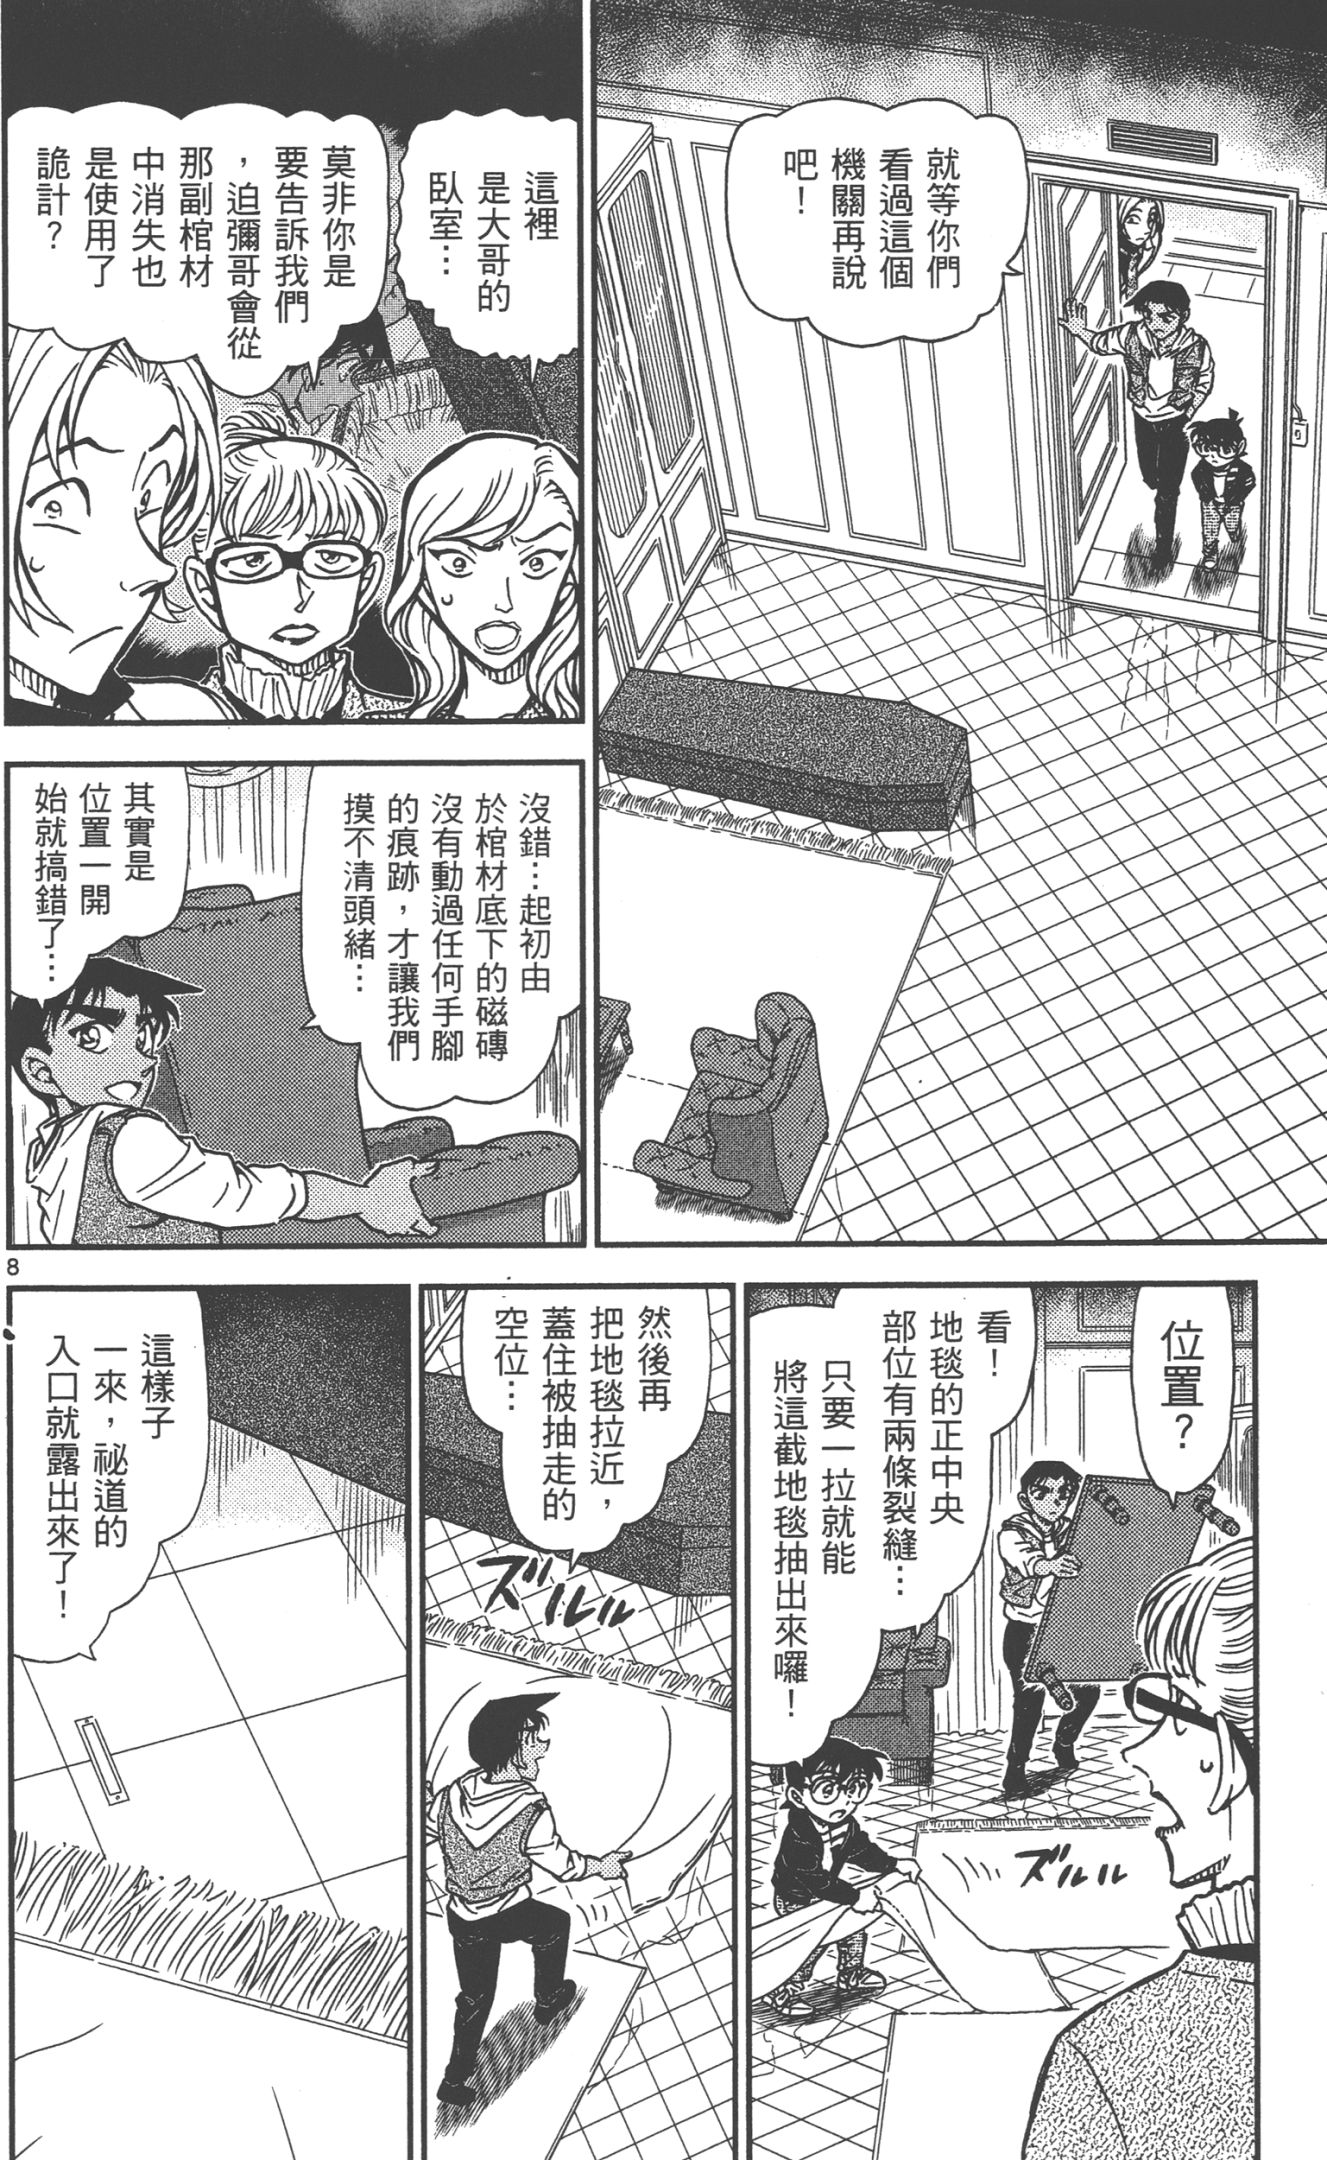 就等你們
看過這個
機關再說
吧！
這裡
是大哥的
臥室…
莫非你是
要告訴我們
，迫彌哥會從
那副棺材
中消失也
是使用了
詭計？
沒錯…起初由
於棺材底下的磁磚
沒有動過任何手腳
的痕跡，才讓我們
摸不清頭緒…
其實是
位置一開
始就搞錯了…
8
位置？
看！
地毯的正中央
部位有兩條裂縫…
只要一拉就能
將這截地毯抽出來囉！
ズルルル
然後再
把地毯拉近，
蓋住被抽走的
空位…
ズルルル
這樣子
一來，祕道的
入口就露出來了！